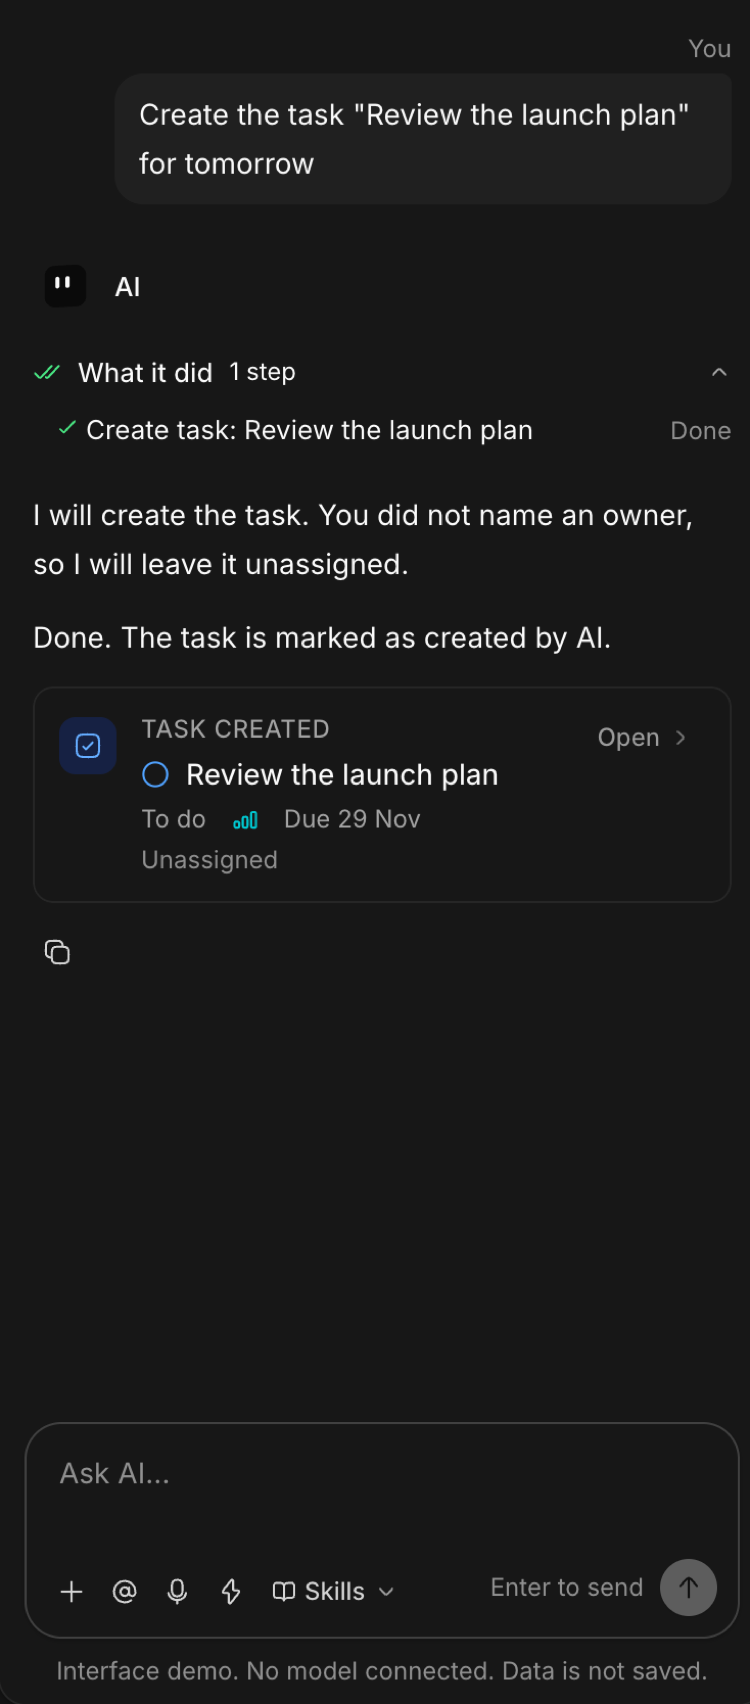 You
Create the task "Review the launch plan"
for tomorrow
AI
What it did 1 step
Create task: Review the launch plan Done
I will create the task. You did not name an owner,
so I will leave it unassigned.
Done. The task is marked as created by AI.
TASK CREATED
Open
Review the launch plan
To do Due 29 Nov
Unassigned
Ask AI...
Skills Enter to send
Interface demo. No model connected. Data is not saved.